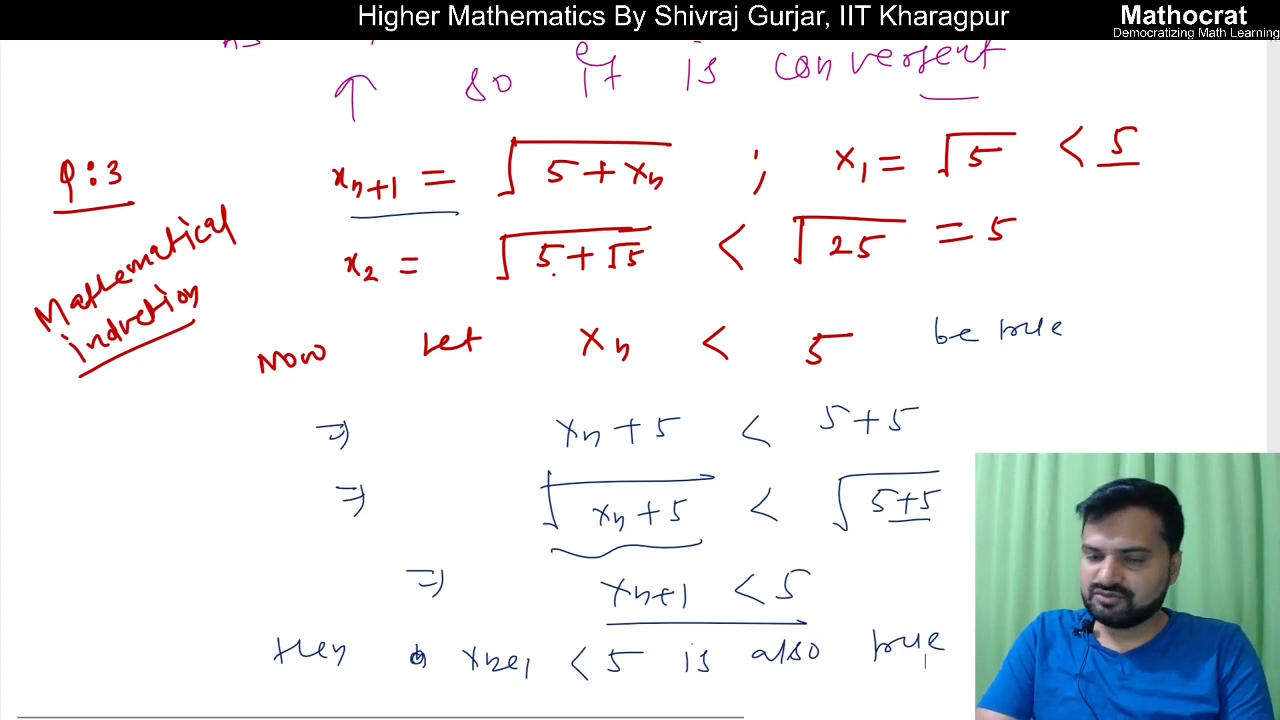 Higher Mathematics By Shivraj Gurjar, IIT Kharagpur
Mathocrat
Democratizing Math Learning
↑ so it is convergent
Q:3
xₙ₊₁ = √(5 + xₙ) ; x₁ = √5 < 5
x₂ = √(5 + √5) < √25 = 5
Mathematical
induction
Now let xₙ < 5 be true
⇒ xₙ + 5 < 5 + 5
⇒ √(xₙ + 5) < √(5+5)
⇒ xₙ₊₁ < 5
then xₙ₊₁ < 5 is also true